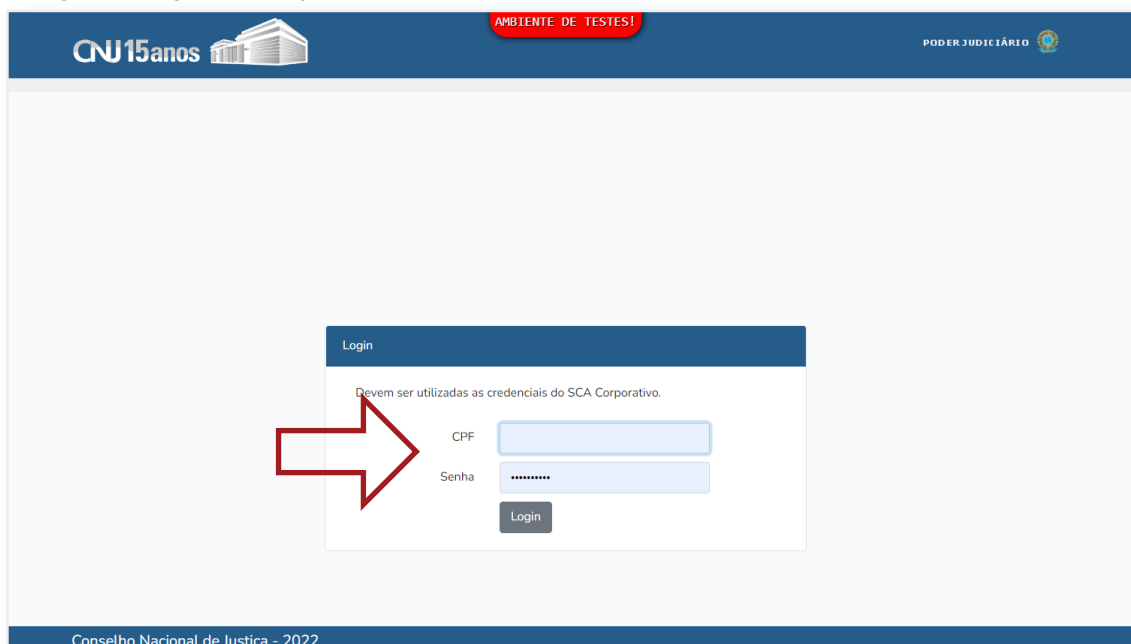 AMBIENTE DE TESTES!
CNJ 15anos
PODER JUDICIÁRIO
Login
Devem ser utilizadas as credenciais do SCA Corporativo.
CPF
Senha ••••••••••
Login
Conselho Nacional de Justiça - 2022